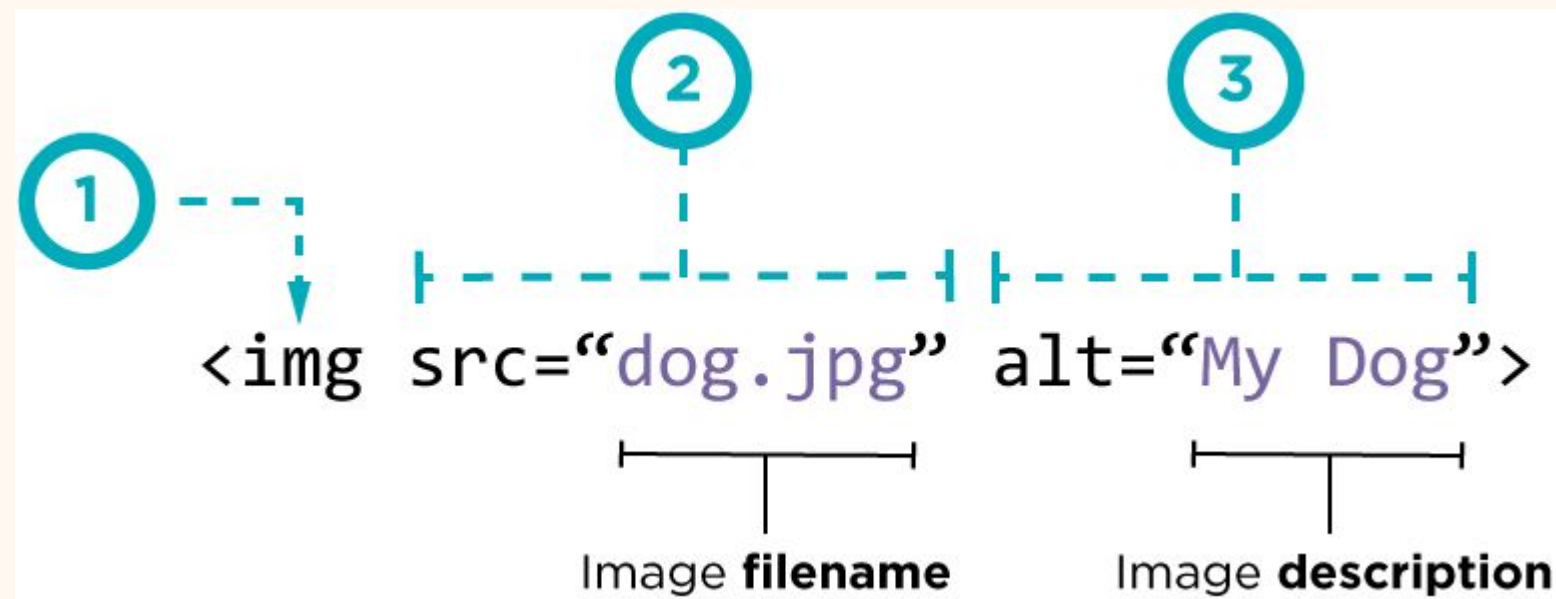 2
3
1
<img src=“dog.jpg” alt=“My Dog”>
Image filename
Image description